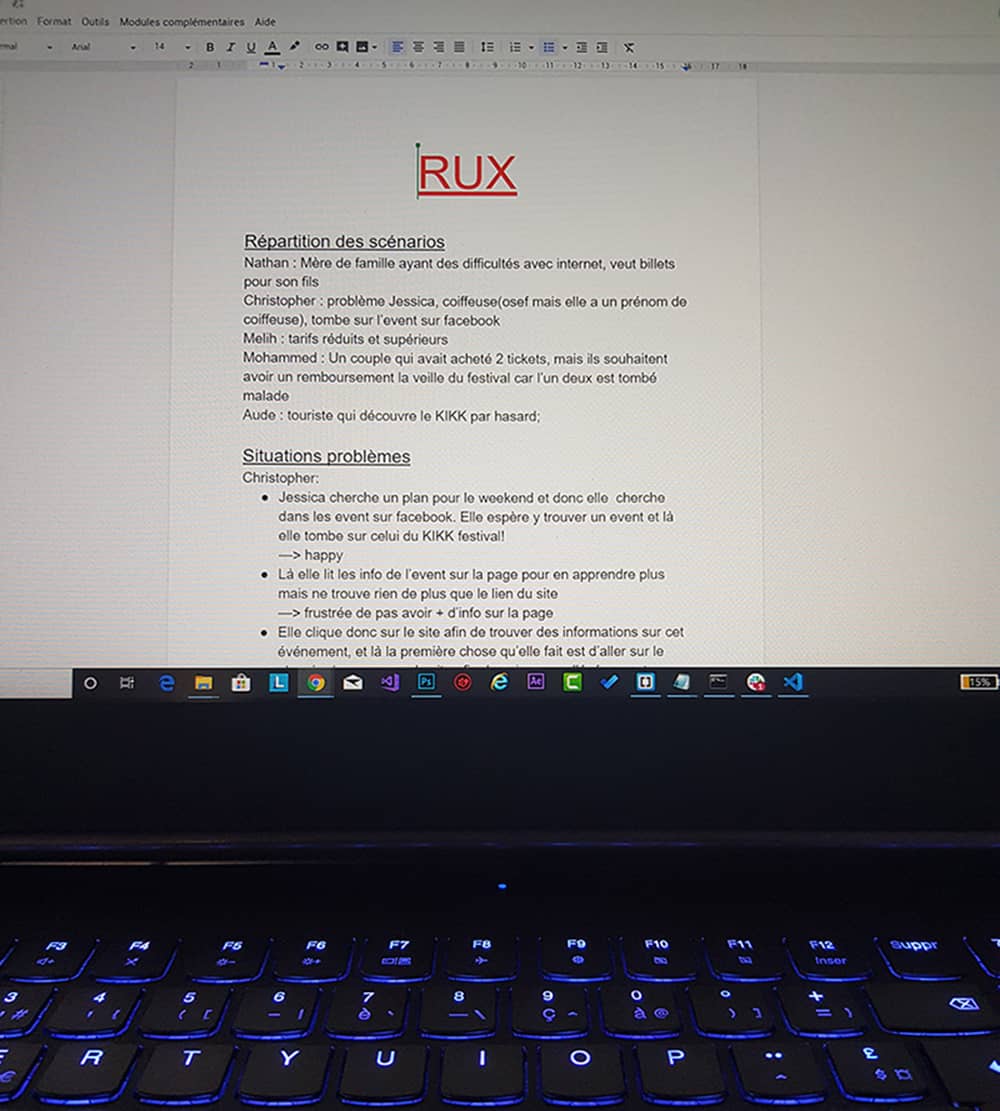 ertion Format Outils Modules complémentaires Aide
rmal Arial 14 B I U A
2 1 1 2 3 4 5 6 7 8 9 10 11 12 13 14 15 16 17 18
RUX
Répartition des scénarios
Nathan : Mère de famille ayant des difficultés avec internet, veut billets
pour son fils
Christopher : problème Jessica, coiffeuse(osef mais elle a un prénom de
coiffeuse), tombe sur l'event sur facebook
Melih : tarifs réduits et supérieurs
Mohammed : Un couple qui avait acheté 2 tickets, mais ils souhaitent
avoir un remboursement la veille du festival car l'un deux est tombé
malade
Aude : touriste qui découvre le KIKK par hasard;
Situations problèmes
Christopher:
● Jessica cherche un plan pour le weekend et donc elle cherche
dans les event sur facebook. Elle espère y trouver un event et là
elle tombe sur celui du KIKK festival!
—> happy
● Là elle lit les info de l'event sur la page pour en apprendre plus
mais ne trouve rien de plus que le lien du site
—> frustrée de pas avoir + d'info sur la page
● Elle clique donc sur le site afin de trouver des informations sur cet
événement, et là la première chose qu'elle fait est d'aller sur le
L Ps Ae C 15%
F3 F4 F5 F6 F7 F8 F9 F10 F11 F12 Suppr
Inser
3 4 5 6 7 8 9 0 ° +
# ' { ( [ - | è ` _ \ ç ^ à @ ) ] = }
R T Y U I O P ¨ £
€ ^ $ ¤